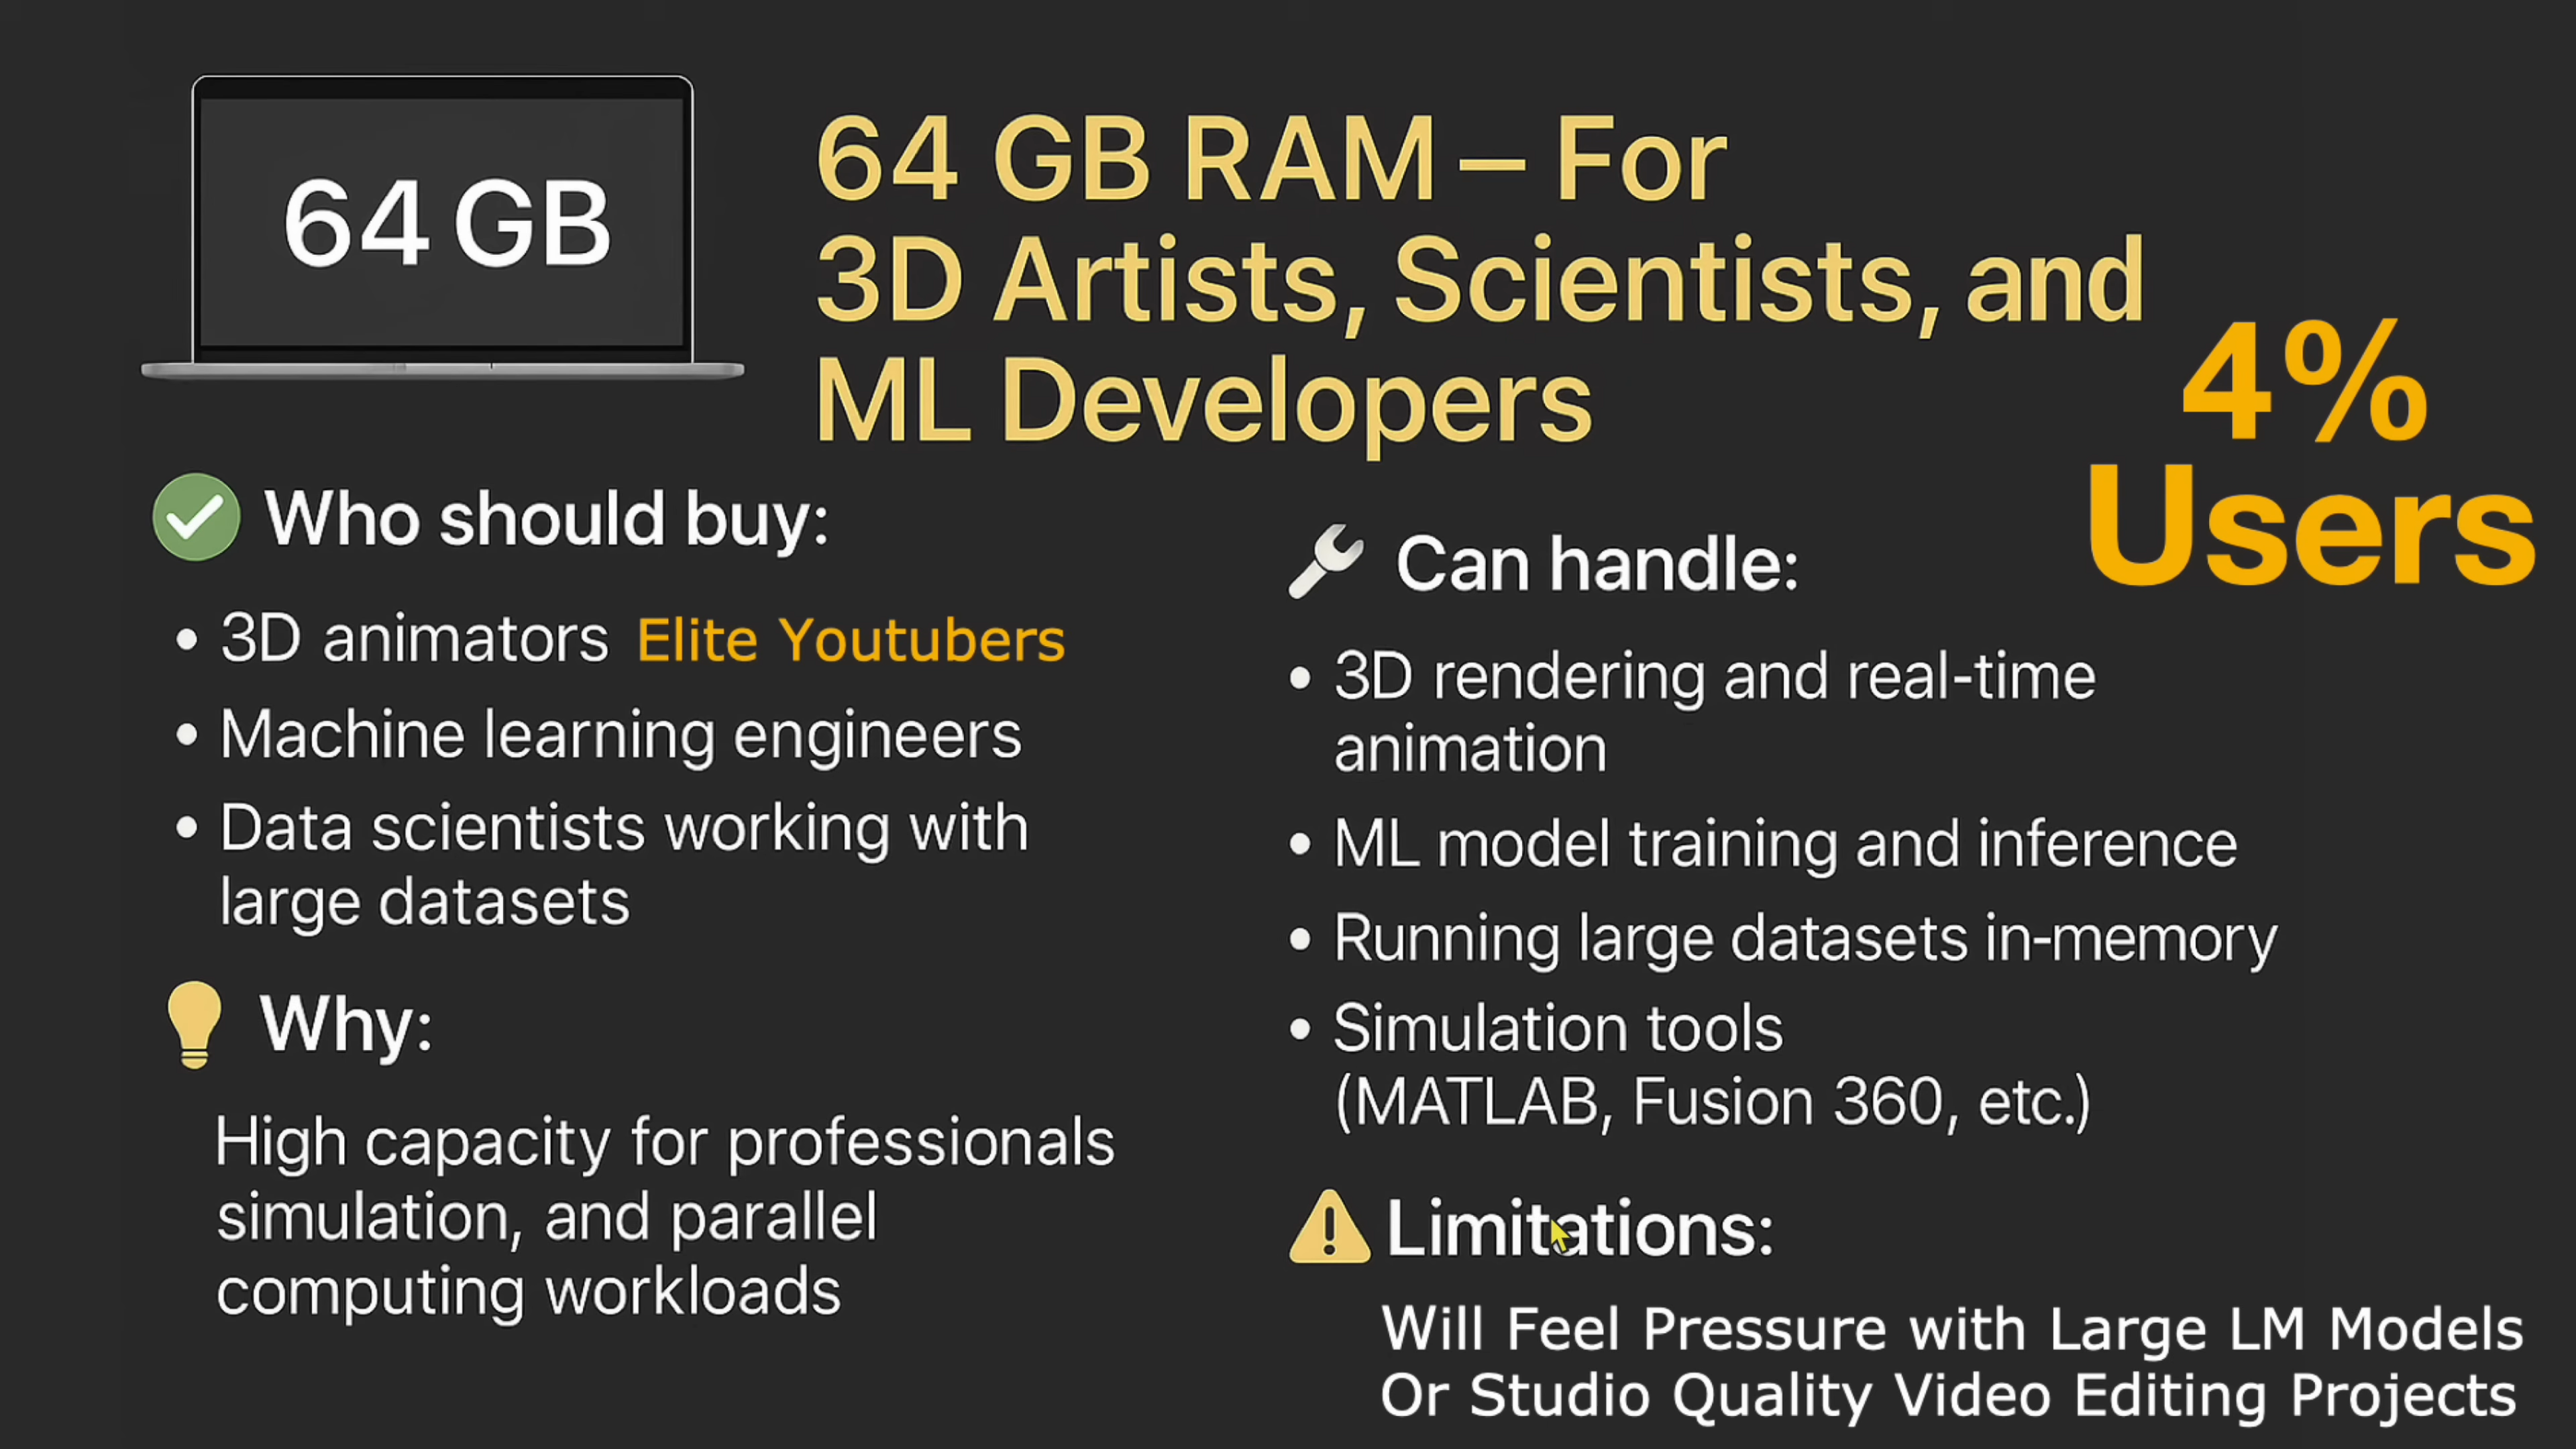 64 GB
64 GB RAM – For
3D Artists, Scientists, and
ML Developers
4%
Users
Who should buy:
• 3D animators Elite Youtubers
• Machine learning engineers
• Data scientists working with
large datasets
Why:
High capacity for professionals
simulation, and parallel
computing workloads
Can handle:
• 3D rendering and real-time
animation
• ML model training and inference
• Running large datasets in-memory
• Simulation tools
(MATLAB, Fusion 360, etc.)
Limitations:
Will Feel Pressure with Large LM Models
Or Studio Quality Video Editing Projects